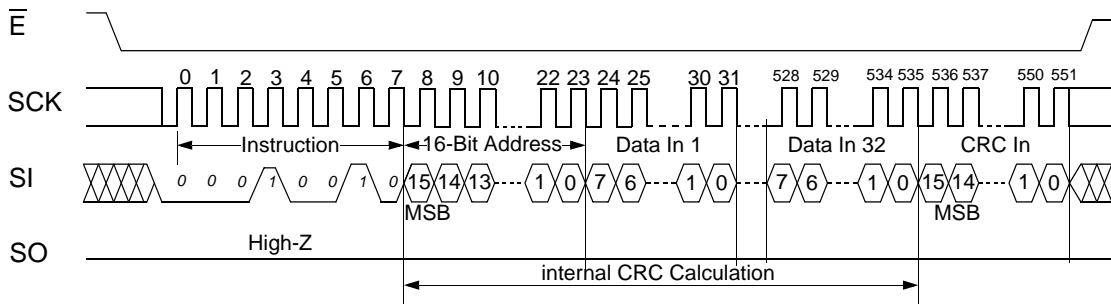 E
0 1 2 3 4 5 6 7 8 9 10 22 23 24 25 30 31 528 529 534 535 536 537 550 551
SCK
Instruction 16-Bit Address Data In 1 Data In 32 CRC In
SI 0 0 0 1 0 0 1 0 15 14 13 1 0 7 6 1 0 7 6 1 0 15 14 1 0
MSB MSB
High-Z
SO
internal CRC Calculation